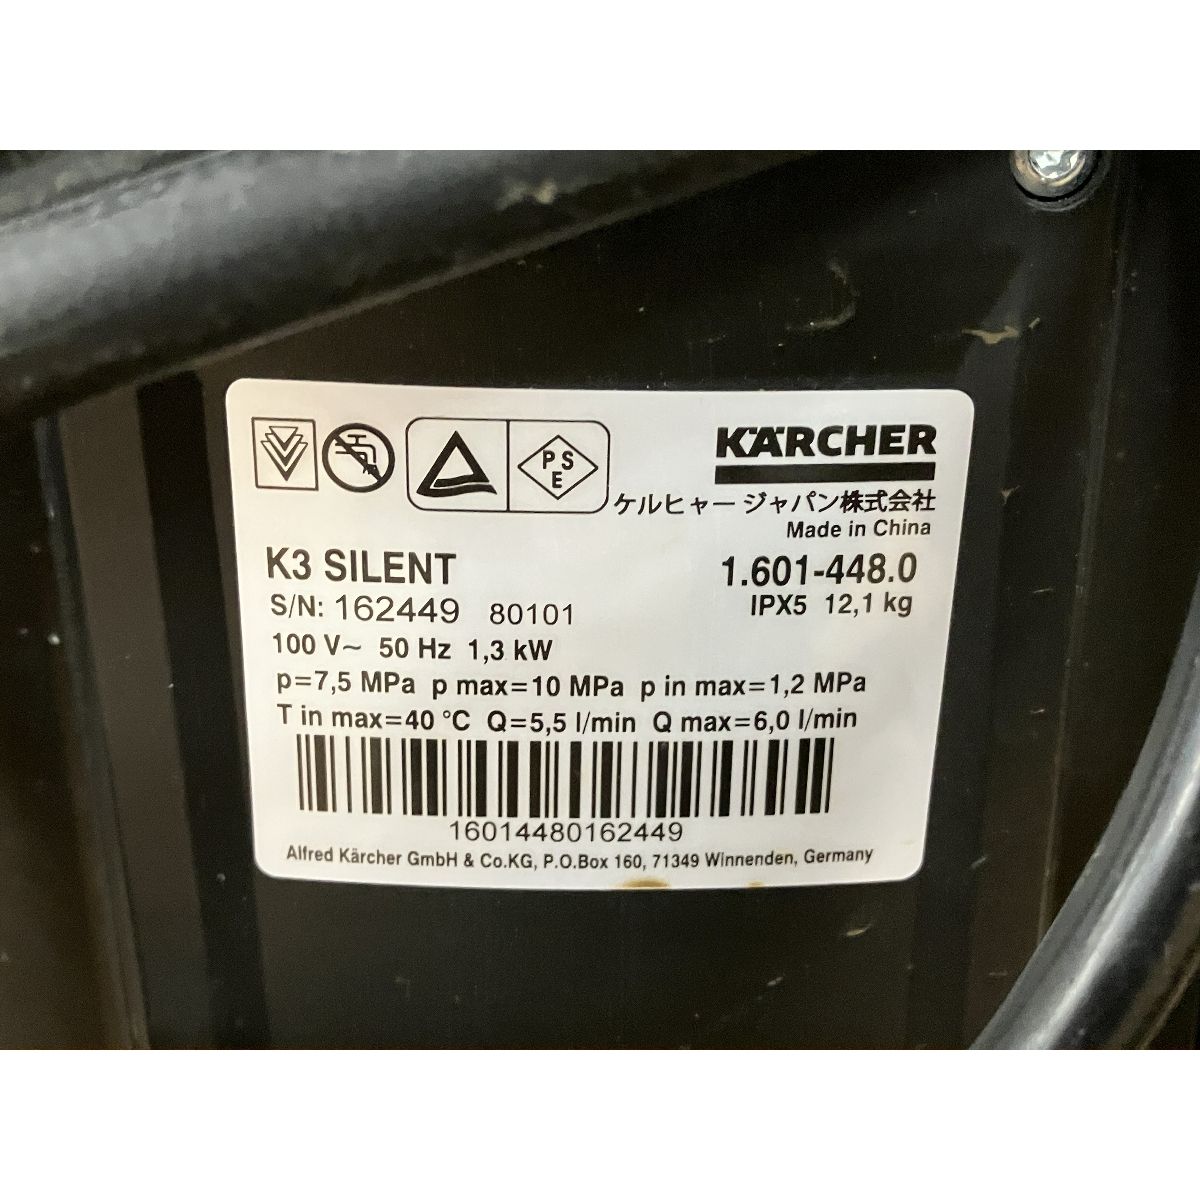 PSE
KÄRCHER
ケルヒャー ジャパン株式会社
Made in China
K3 SILENT 1.601-448.0
S/N: 162449 80101 IPX5 12,1 kg
100 V~ 50 Hz 1,3 kW
p=7,5 MPa p max=10 MPa p in max=1,2 MPa
T in max=40 °C Q=5,5 l/min Q max=6,0 l/min
16014480162449
Alfred Kärcher GmbH & Co.KG, P.O.Box 160, 71349 Winnenden, Germany